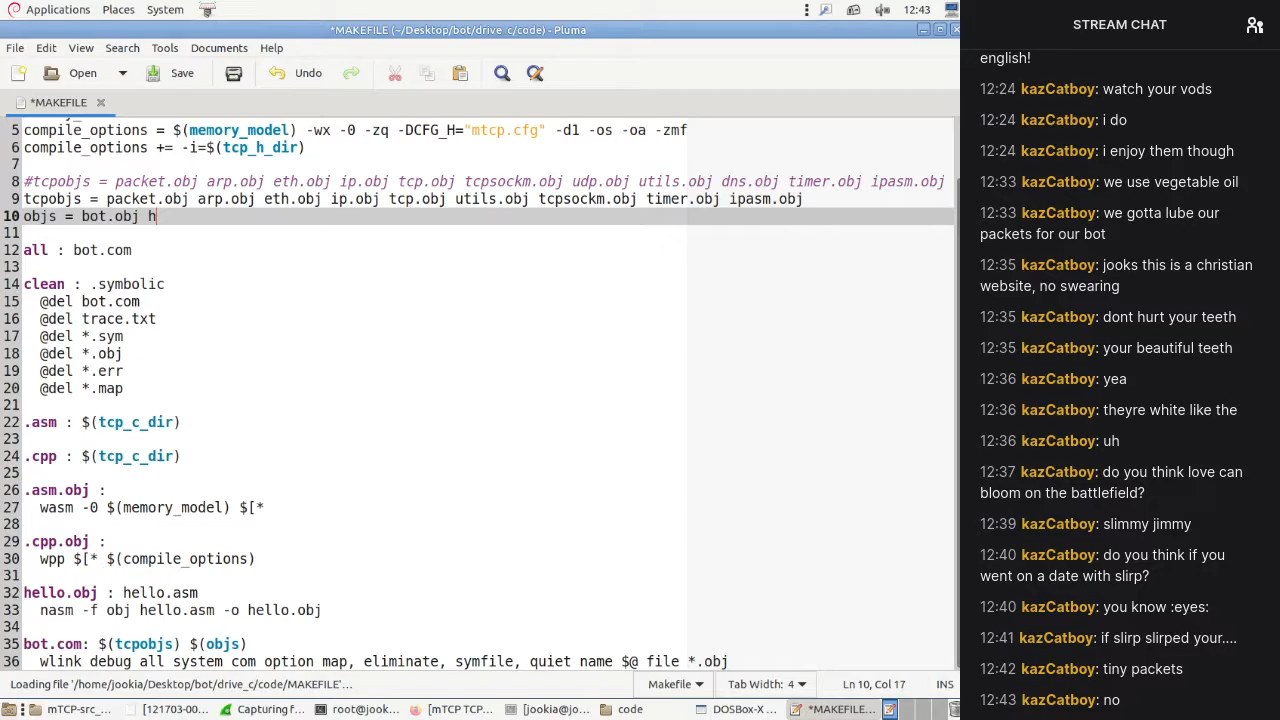 Applications Places System 12:43
*MAKEFILE (~/Desktop/bot/drive_c/code) - Pluma
File Edit View Search Tools Documents Help
Open Save Undo
*MAKEFILE
5 compile_options = $(memory_model) -wx -0 -zq -DCFG_H="mtcp.cfg" -d1 -os -oa -zmf
6 compile_options += -i=$(tcp_h_dir)
7
8 #tcpobjs = packet.obj arp.obj eth.obj ip.obj tcp.obj tcpsockm.obj udp.obj utils.obj dns.obj timer.obj ipasm.obj
9 tcpobjs = packet.obj arp.obj eth.obj ip.obj tcp.obj utils.obj tcpsockm.obj timer.obj ipasm.obj
10 objs = bot.obj h
11
12 all : bot.com
13
14 clean : .symbolic
15 @del bot.com
16 @del trace.txt
17 @del *.sym
18 @del *.obj
19 @del *.err
20 @del *.map
21
22 .asm : $(tcp_c_dir)
23
24 .cpp : $(tcp_c_dir)
25
26 .asm.obj :
27 wasm -0 $(memory_model) $[*
28
29 .cpp.obj :
30 wpp $[* $(compile_options)
31
32 hello.obj : hello.asm
33 nasm -f obj hello.asm -o hello.obj
34
35 bot.com: $(tcpobjs) $(objs)
36 wlink debug all system com option map, eliminate, symfile, quiet name $@ file *.obj
Loading file '/home/jookia/Desktop/bot/drive_c/code/MAKEFILE'... Makefile Tab Width: 4 Ln 10, Col 17 INS
mTCP-src_... [121703-00... Capturing f... root@jook... [mTCP TCP... [jookia@jo... code DOSBox-X ... *MAKEFILE...
STREAM CHAT
english!
12:24 kazCatboy: watch your vods
12:24 kazCatboy: i do
12:24 kazCatboy: i enjoy them though
12:33 kazCatboy: we use vegetable oil
12:33 kazCatboy: we gotta lube our
packets for our bot
12:35 kazCatboy: jooks this is a christian
website, no swearing
12:35 kazCatboy: dont hurt your teeth
12:35 kazCatboy: your beautiful teeth
12:36 kazCatboy: yea
12:36 kazCatboy: theyre white like the
12:36 kazCatboy: uh
12:37 kazCatboy: do you think love can
bloom on the battlefield?
12:39 kazCatboy: slimmy jimmy
12:40 kazCatboy: do you think if you
went on a date with slirp?
12:40 kazCatboy: you know :eyes:
12:41 kazCatboy: if slirp slirped your....
12:42 kazCatboy: tiny packets
12:43 kazCatboy: no